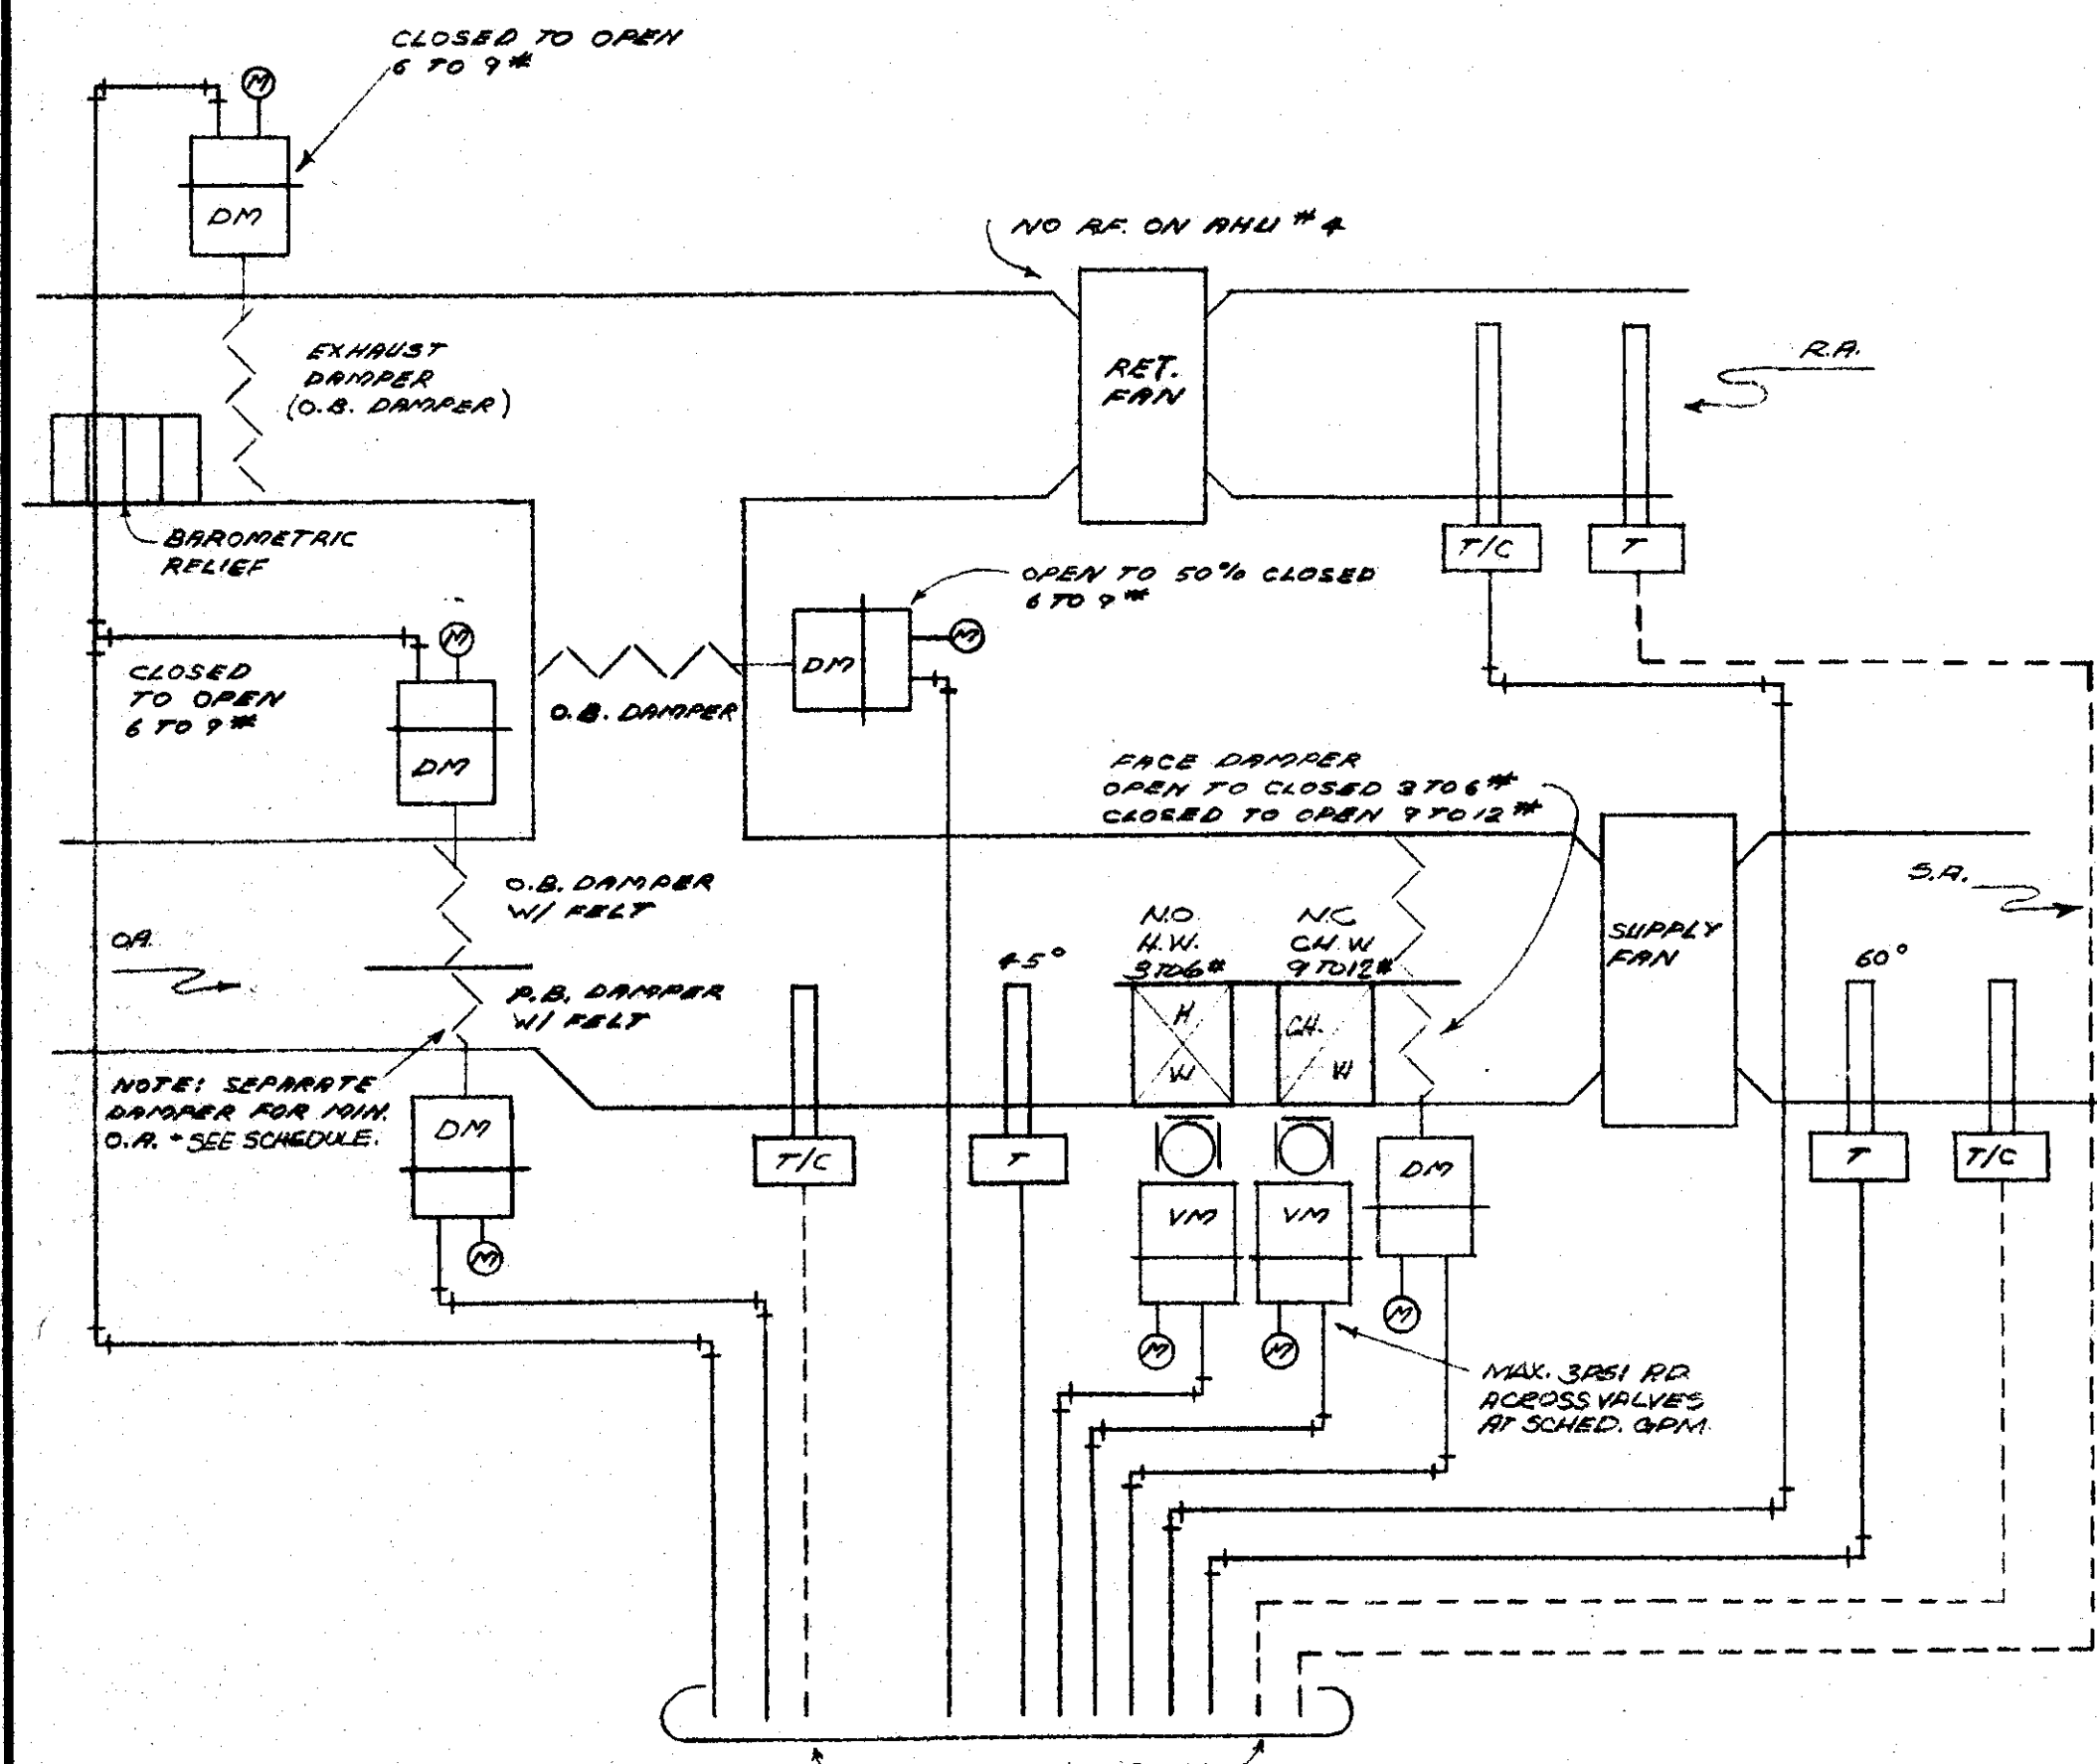 CLOSED TO OPEN
6 TO 9#
M
DM
NO R.F. ON AHU #4
EXHAUST
DAMPER
(O.B. DAMPER)
RET.
FAN
R.A.
BAROMETRIC
RELIEF
T/C
T
OPEN TO 50% CLOSED
6 TO 9#
M
DM
M
CLOSED
TO OPEN
6 TO 9#
DM
O.B. DAMPER
FACE DAMPER
OPEN TO CLOSED 3 TO 6#
CLOSED TO OPEN 9 TO 12#
O.B. DAMPER
W/ FELT
O.A.
P.B. DAMPER
W/ FELT
45°
N.O.
H.W.
3 TO 6#
N.C.
CH.W
9 TO 12#
SUPPLY
FAN
S.A.
60°
H
W
CH.
W
NOTE: SEPARATE
DAMPER FOR MIN.
O.A. - SEE SCHEDULE.
DM
T/C
T
DM
T
T/C
VM
VM
M
M
M
M
MAX. 3PSI P.D.
ACROSS VALVES
AT SCHED. GPM.